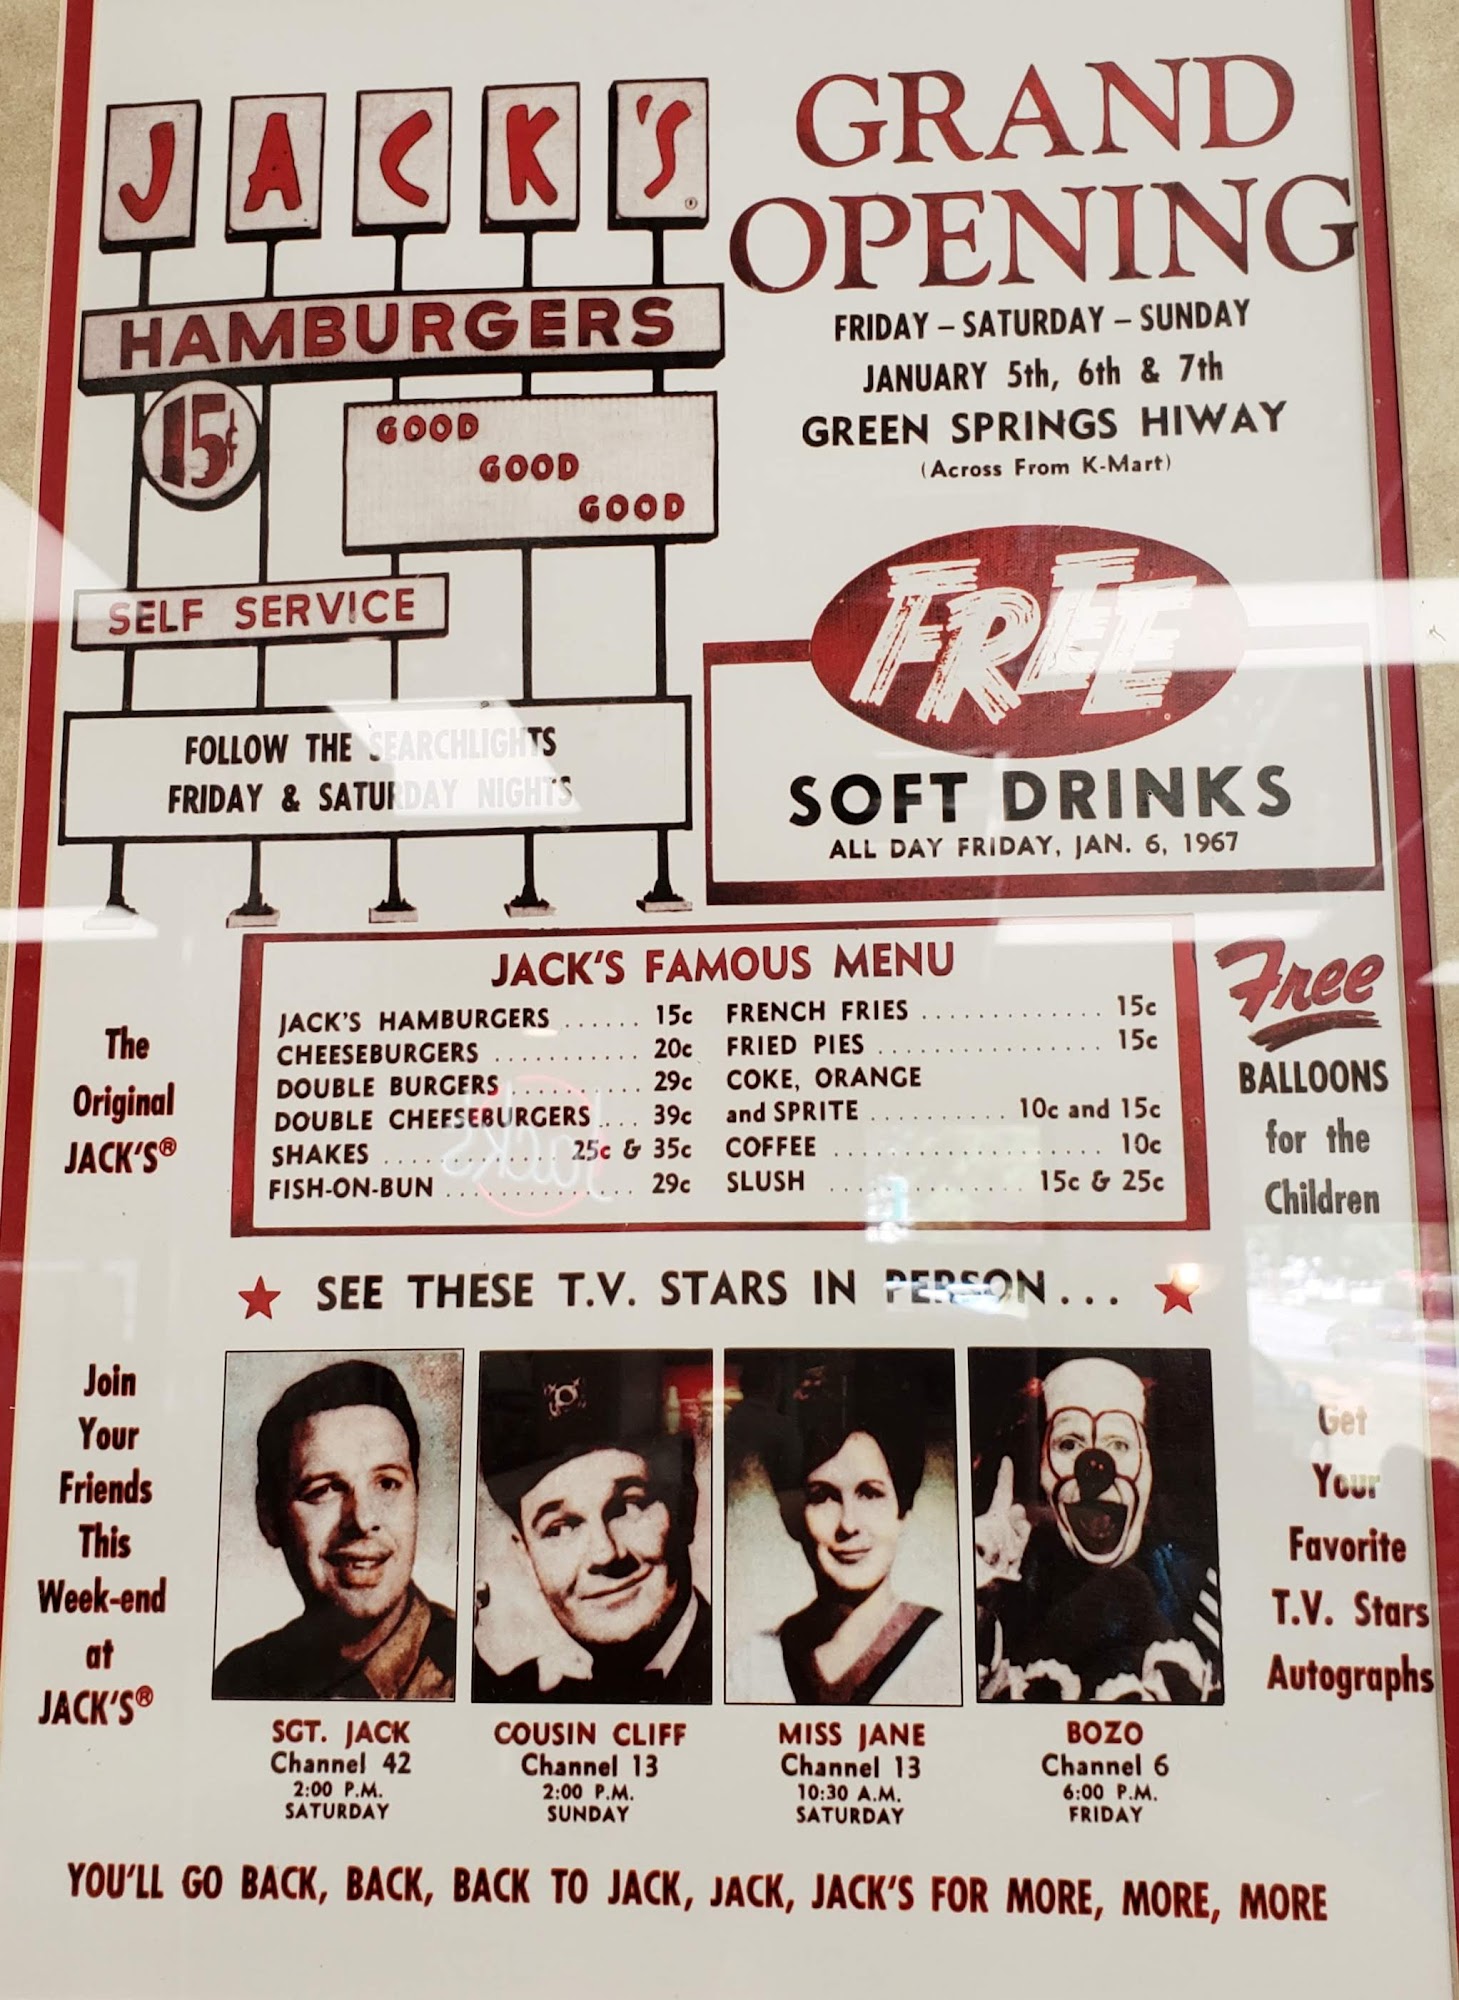 JACK'S
HAMBURGERS
15¢
GOOD
GOOD
GOOD
SELF SERVICE
FOLLOW THE SEARCHLIGHTS
FRIDAY & SATURDAY NIGHTS
GRAND
OPENING
FRIDAY – SATURDAY – SUNDAY
JANUARY 5th, 6th & 7th
GREEN SPRINGS HIWAY
(Across From K-Mart)
FREE
SOFT DRINKS
ALL DAY FRIDAY, JAN. 6, 1967
The
Original
JACK'S®
JACK'S FAMOUS MENU
JACK'S HAMBURGERS ...... 15c
CHEESEBURGERS ........... 20c
DOUBLE BURGERS .......... 29c
DOUBLE CHEESEBURGERS ... 39c
SHAKES .............. 25c & 35c
FISH-ON-BUN .............. 29c
FRENCH FRIES ............. 15c
FRIED PIES ................ 15c
COKE, ORANGE
and SPRITE .......... 10c and 15c
COFFEE ................... 10c
SLUSH ............. 15c & 25c
Free
BALLOONS
for the
Children
SEE THESE T.V. STARS IN PERSON...
Join
Your
Friends
This
Week-end
at
JACK'S®
SGT. JACK
Channel 42
2:00 P.M.
SATURDAY
COUSIN CLIFF
Channel 13
2:00 P.M.
SUNDAY
MISS JANE
Channel 13
10:30 A.M.
SATURDAY
BOZO
Channel 6
6:00 P.M.
FRIDAY
Get
Your
Favorite
T.V. Stars
Autographs
YOU'LL GO BACK, BACK, BACK TO JACK, JACK, JACK'S FOR MORE, MORE, MORE